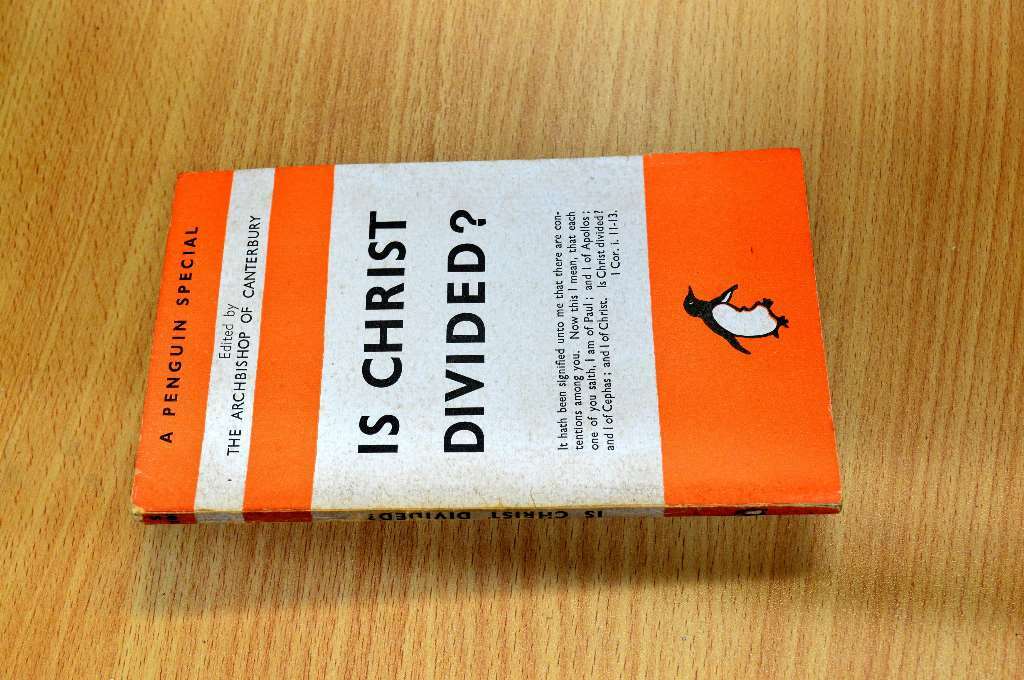 A PENGUIN SPECIAL
Edited by
THE ARCHBISHOP OF CANTERBURY
IS CHRIST
DIVIDED?
It hath been signified unto me that there are con-
tentions among you. Now this I mean, that each
one of you saith, I am of Paul; and I of Apollos;
and I of Cephas; and I of Christ. Is Christ divided?
I Cor. i. 11-13.
IS CHRIST DIVIDED?